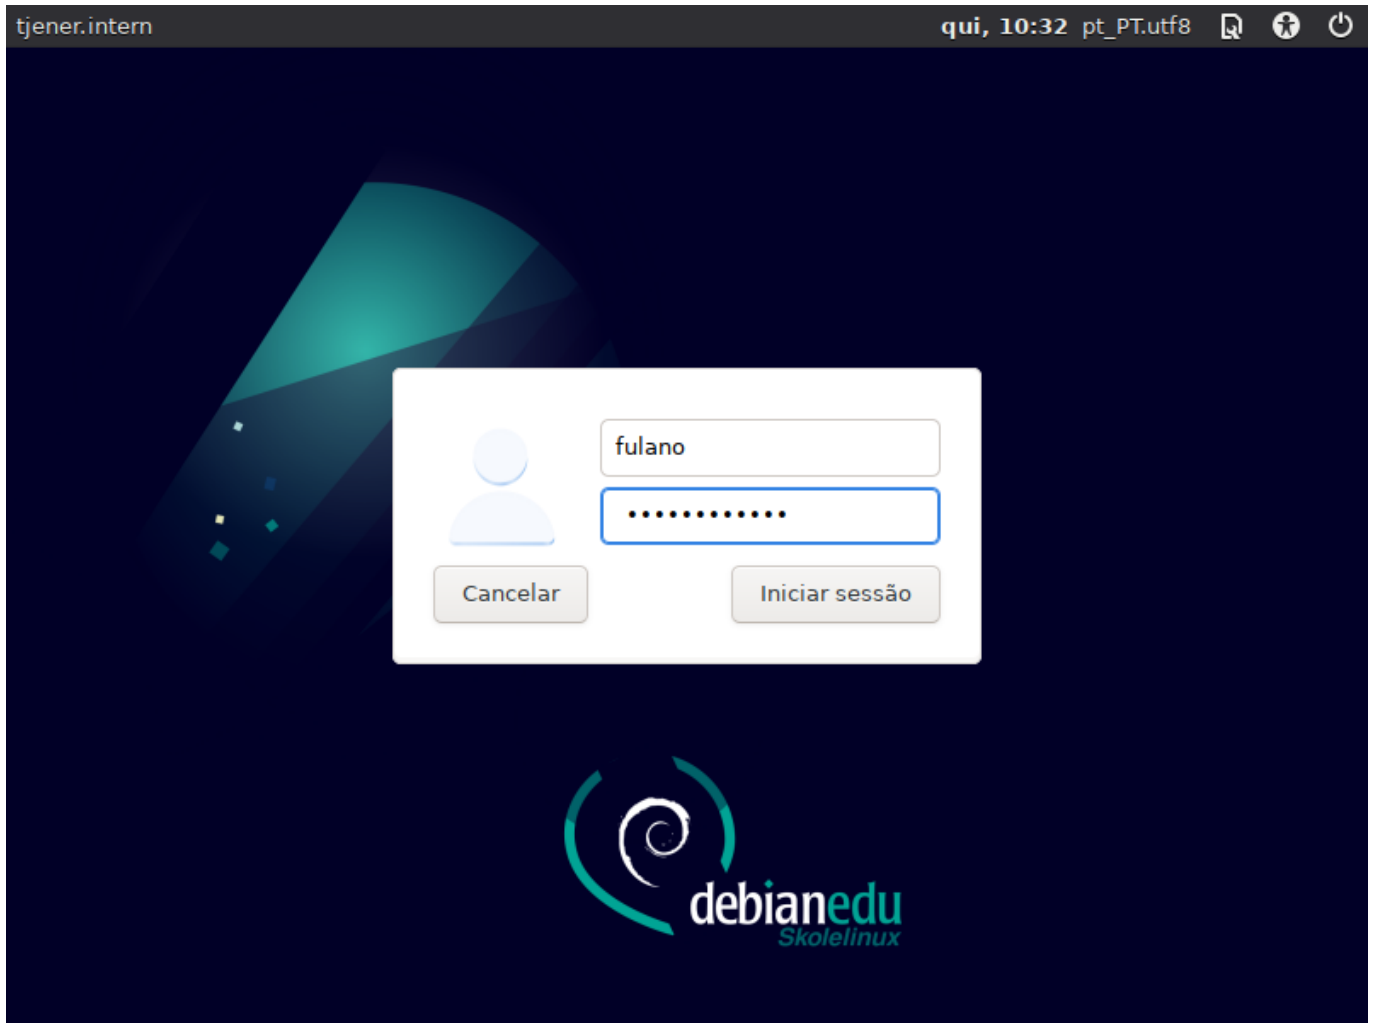 tjener.intern
qui, 10:32 pt_PT.utf8
fulano
••••••••••••
Cancelar
Iniciar sessão
debianedu
Skolelinux